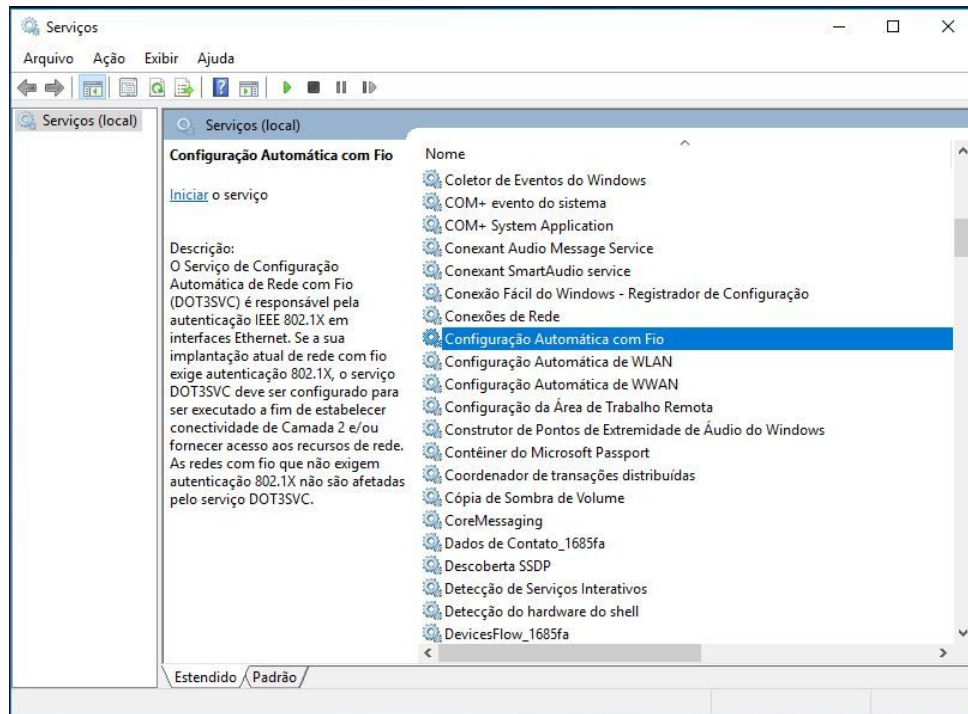 Serviços
Arquivo Ação Exibir Ajuda
Serviços (local)
Serviços (local)
Configuração Automática com Fio
Iniciar o serviço
Descrição:
O Serviço de Configuração
Automática de Rede com Fio
(DOT3SVC) é responsável pela
autenticação IEEE 802.1X em
interfaces Ethernet. Se a sua
implantação atual de rede com fio
exige autenticação 802.1X, o serviço
DOT3SVC deve ser configurado para
ser executado a fim de estabelecer
conectividade de Camada 2 e/ou
fornecer acesso aos recursos de rede.
As redes com fio que não exigem
autenticação 802.1X não são afetadas
pelo serviço DOT3SVC.
Nome
Coletor de Eventos do Windows
COM+ evento do sistema
COM+ System Application
Conexant Audio Message Service
Conexant SmartAudio service
Conexão Fácil do Windows - Registrador de Configuração
Conexões de Rede
Configuração Automática com Fio
Configuração Automática de WLAN
Configuração Automática de WWAN
Configuração da Área de Trabalho Remota
Construtor de Pontos de Extremidade de Áudio do Windows
Contêiner do Microsoft Passport
Coordenador de transações distribuídas
Cópia de Sombra de Volume
CoreMessaging
Dados de Contato_1685fa
Descoberta SSDP
Detecção de Serviços Interativos
Detecção do hardware do shell
DevicesFlow_1685fa
Estendido Padrão